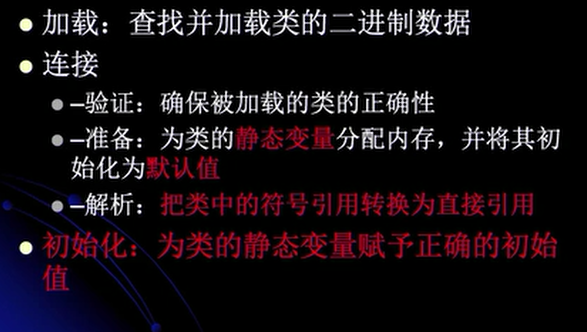 加载：查找并加载类的二进制数据
连接
–验证：确保被加载的类的正确性
–准备：为类的静态变量分配内存，并将其初
始化为默认值
–解析：把类中的符号引用转换为直接引用
初始化：为类的静态变量赋予正确的初始
值